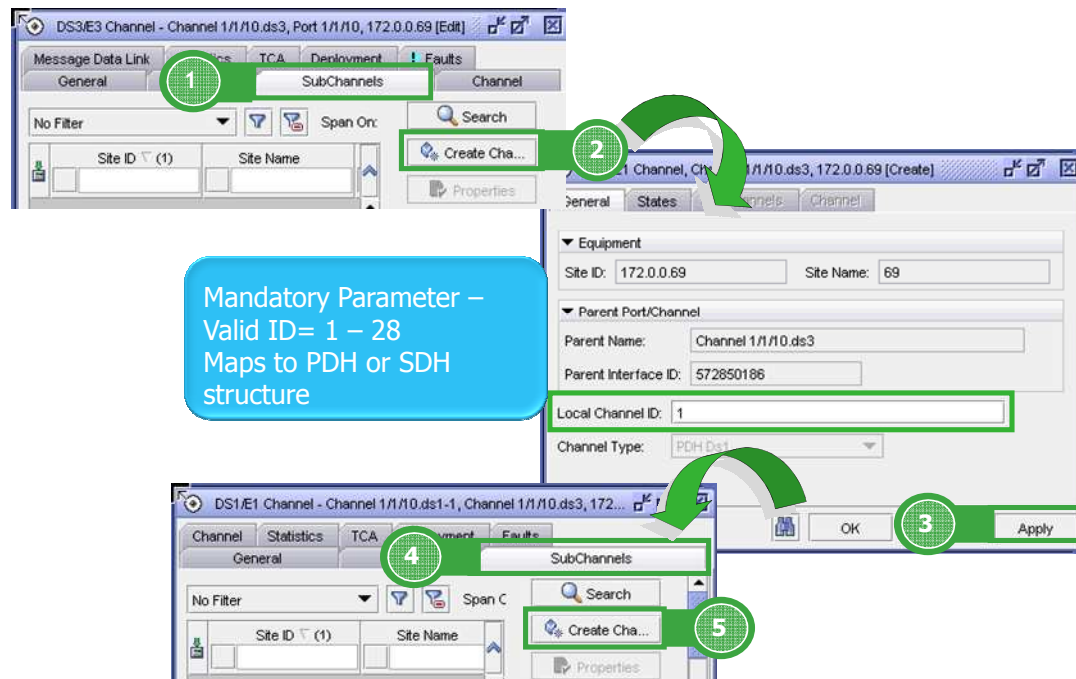 DS3/E3 Channel - Channel 1/1/10.ds3, Port 1/1/10, 172.0.0.69 [Edit]
Message Data Link
TCA
Deployment
! Faults
General
1
SubChannels
Channel
No Filter
Span On:
Search
2
Create Cha...
Site ID (1)
Site Name
Properties
1 Channel, 1/1/10.ds3, 172.0.0.69 [Create]
General
States
Channel
Equipment
Site ID: 172.0.0.69
Site Name: 69
Parent Port/Channel
Parent Name: Channel 1/1/10.ds3
Parent Interface ID: 572850186
Local Channel ID: 1
Channel Type: PDH Ds1
OK
3
Apply
Mandatory Parameter –
Valid ID= 1 – 28
Maps to PDH or SDH
structure
DS1/E1 Channel - Channel 1/1/10.ds1-1, Channel 1/1/10.ds3, 172...
Channel
Statistics
TCA
Faults
General
4
SubChannels
No Filter
Span
Search
Create Cha...
5
Site ID (1)
Site Name
Properties